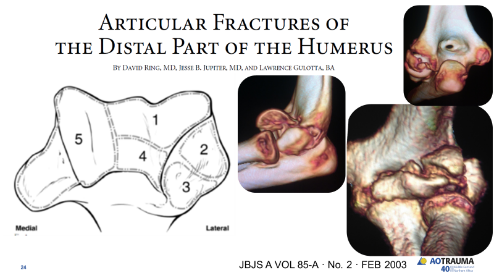 ARTICULAR FRACTURES OF
THE DISTAL PART OF THE HUMERUS
BY DAVID RING, MD, JESSE B. JUPITER, MD, AND LAWRENCE GULOTTA, BA
1
5
2
4
3
Medial
Lateral
24
JBJS A VOL 85-A · No. 2 · FEB 2003
AOTRAUMA
40